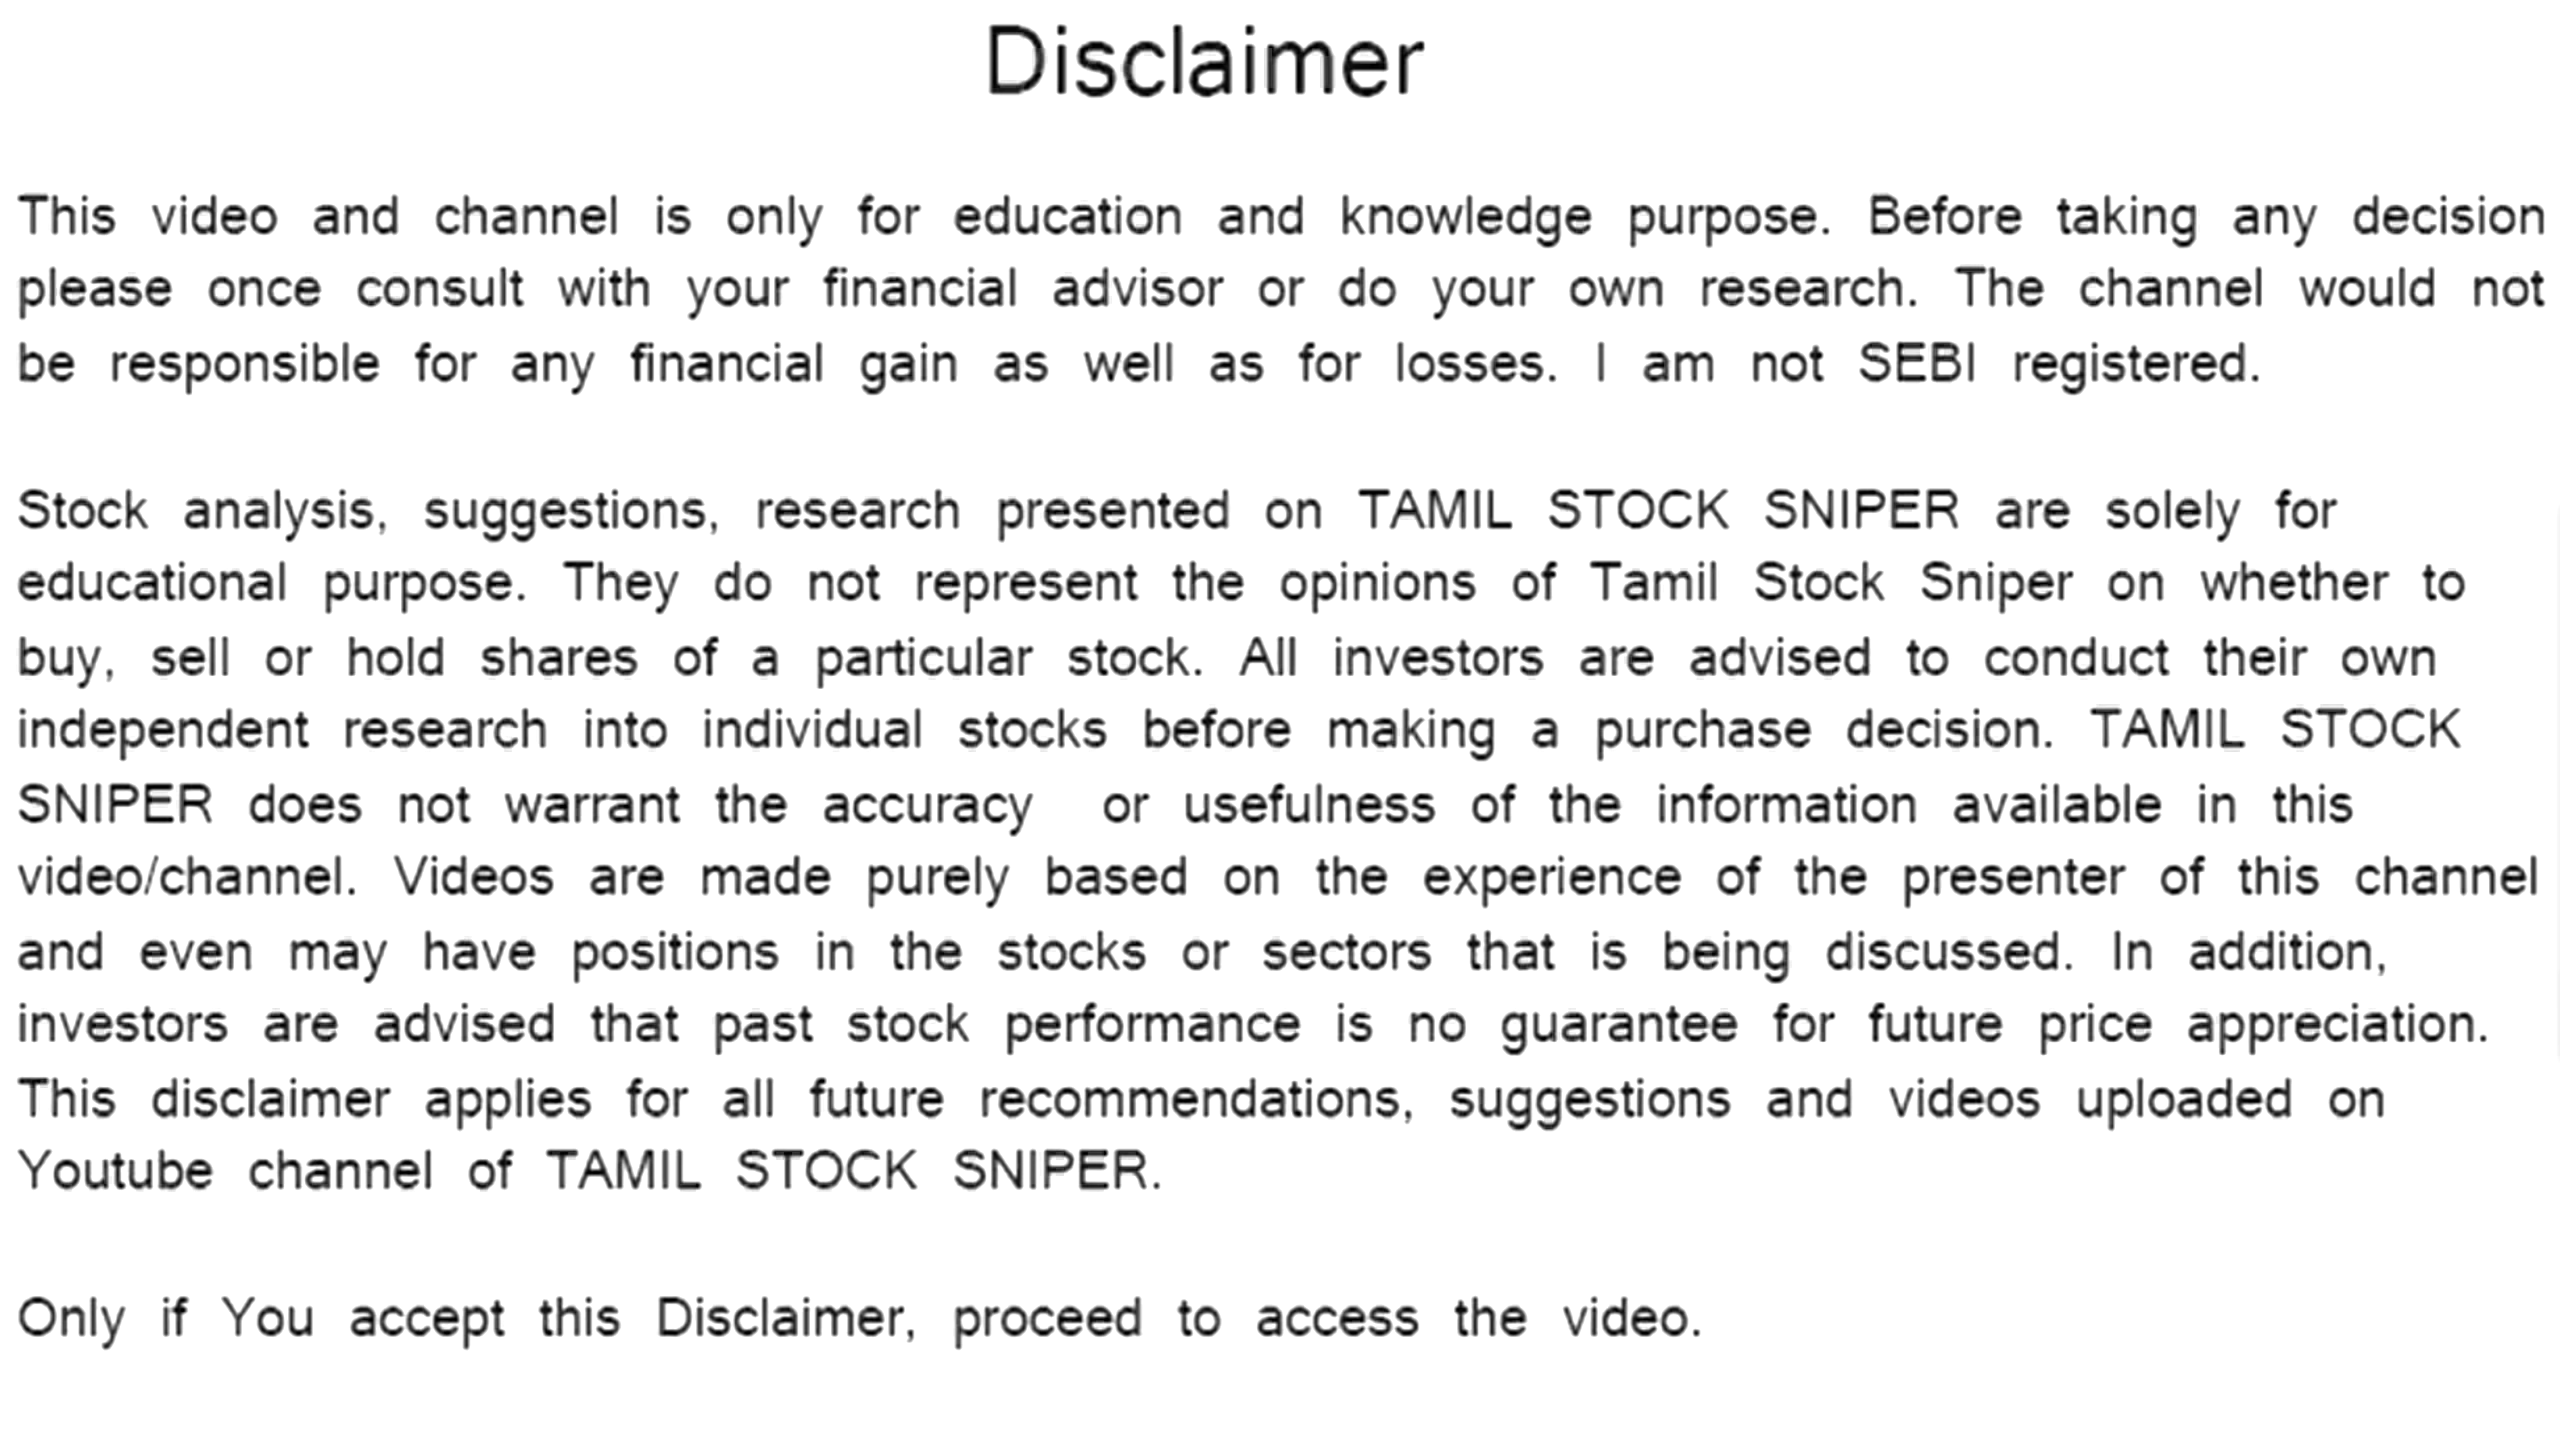 Disclaimer
This video and channel is only for education and knowledge purpose. Before taking any decision
please once consult with your financial advisor or do your own research. The channel would not
be responsible for any financial gain as well as for losses. I am not SEBI registered.
Stock analysis, suggestions, research presented on TAMIL STOCK SNIPER are solely for
educational purpose. They do not represent the opinions of Tamil Stock Sniper on whether to
buy, sell or hold shares of a particular stock. All investors are advised to conduct their own
independent research into individual stocks before making a purchase decision. TAMIL STOCK
SNIPER does not warrant the accuracy or usefulness of the information available in this
video/channel. Videos are made purely based on the experience of the presenter of this channel
and even may have positions in the stocks or sectors that is being discussed. In addition,
investors are advised that past stock performance is no guarantee for future price appreciation.
This disclaimer applies for all future recommendations, suggestions and videos uploaded on
Youtube channel of TAMIL STOCK SNIPER.
Only if You accept this Disclaimer, proceed to access the video.